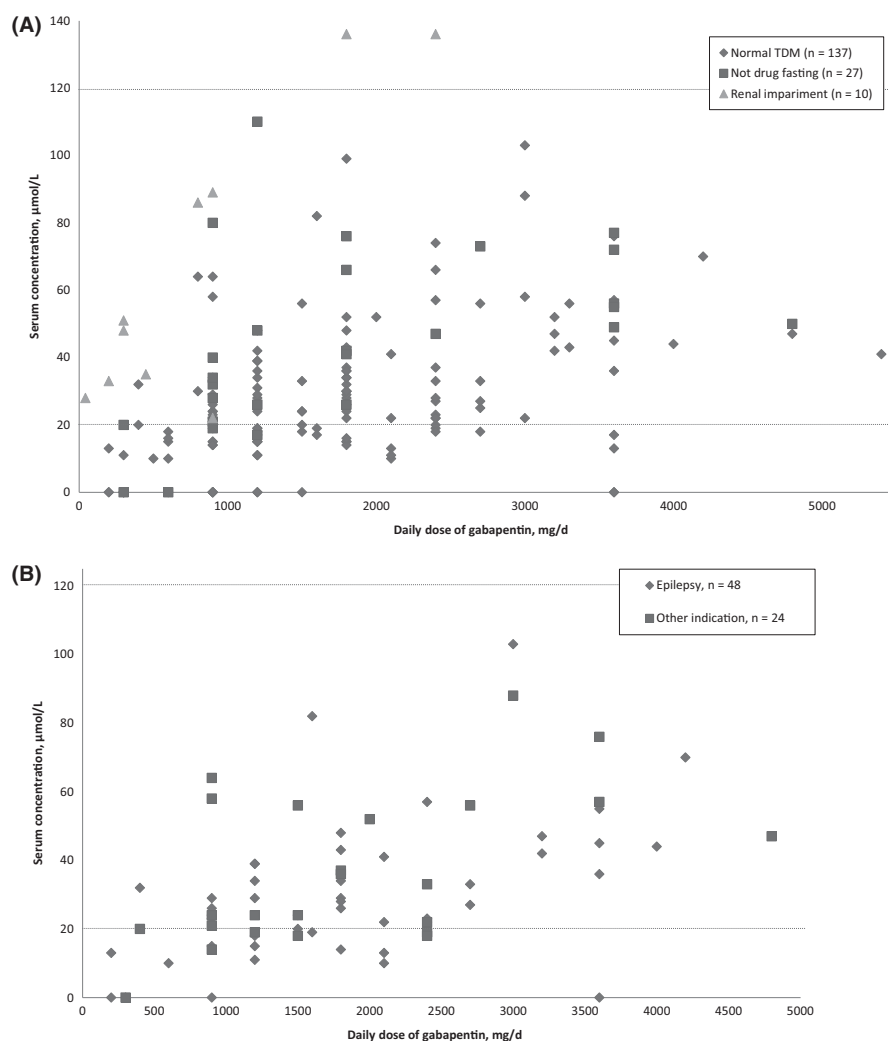 (A)
140
120
100
80
60
40
20
0
Serum concentration, µmol/L
Normal TDM (n = 137)
Not drug fasting (n = 27)
Renal impariment (n = 10)
0 1000 2000 3000 4000 5000
Daily dose of gabapentin, mg/d
(B)
120
100
80
60
40
20
0
Serum concentration, µmol/L
Epilepsy, n = 48
Other indication, n = 24
0 500 1000 1500 2000 2500 3000 3500 4000 4500 5000
Daily dose of gabapentin, mg/d